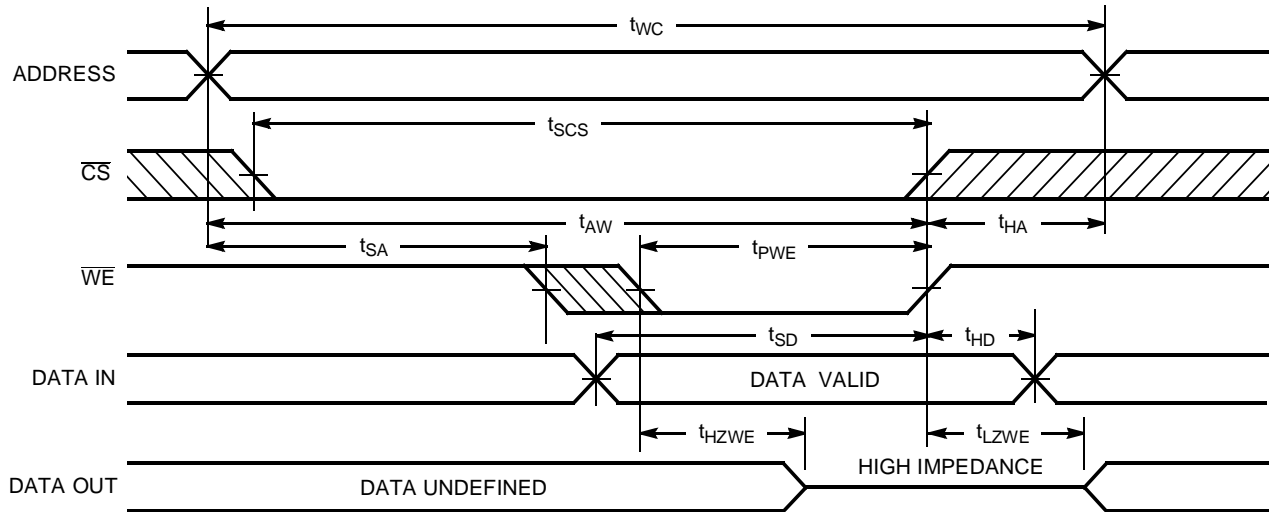 tWC
ADDRESS
tSCS
CS
tAW
tHA
tSA
tPWE
WE
tSD
tHD
DATA IN
DATA VALID
tHZWE
tLZWE
HIGH IMPEDANCE
DATA OUT
DATA UNDEFINED